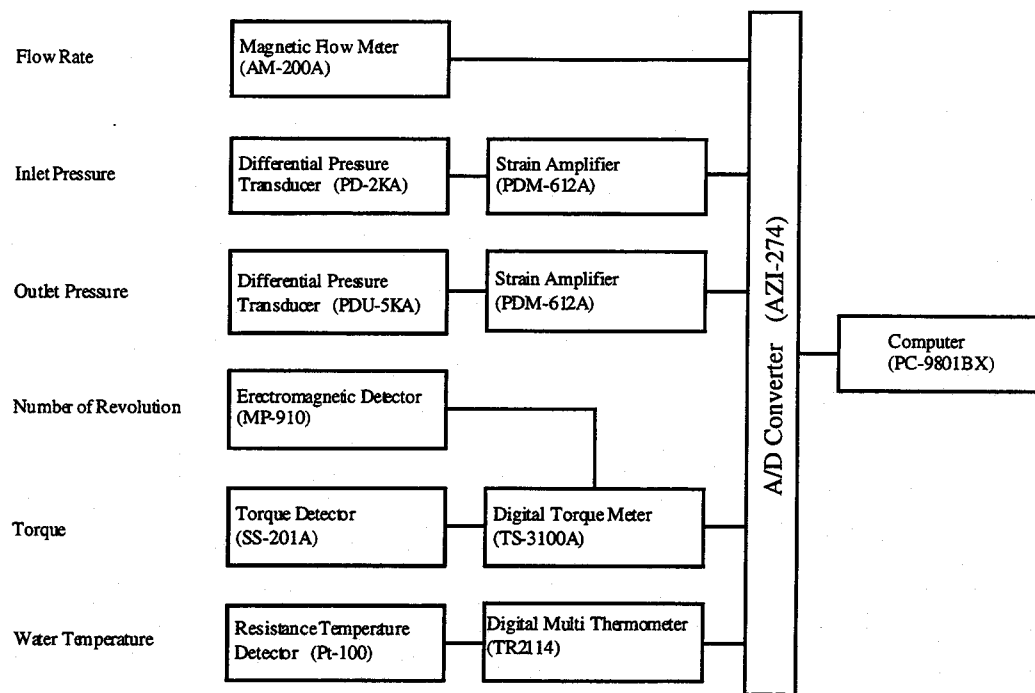 Flow Rate
Magnetic Flow Meter
(AM-200A)
Inlet Pressure
Differential Pressure
Transducer (PD-2KA)
Strain Amplifier
(PDM-612A)
Outlet Pressure
Differential Pressure
Transducer (PDU-5KA)
Strain Amplifier
(PDM-612A)
Number of Revolution
Erectromagnetic Detector
(MP-910)
Torque
Torque Detector
(SS-201A)
Digital Torque Meter
(TS-3100A)
Water Temperature
Resistance Temperature
Detector (Pt-100)
Digital Multi Thermometer
(TR2114)
A/D Converter (AZI-274)
Computer
(PC-9801BX)